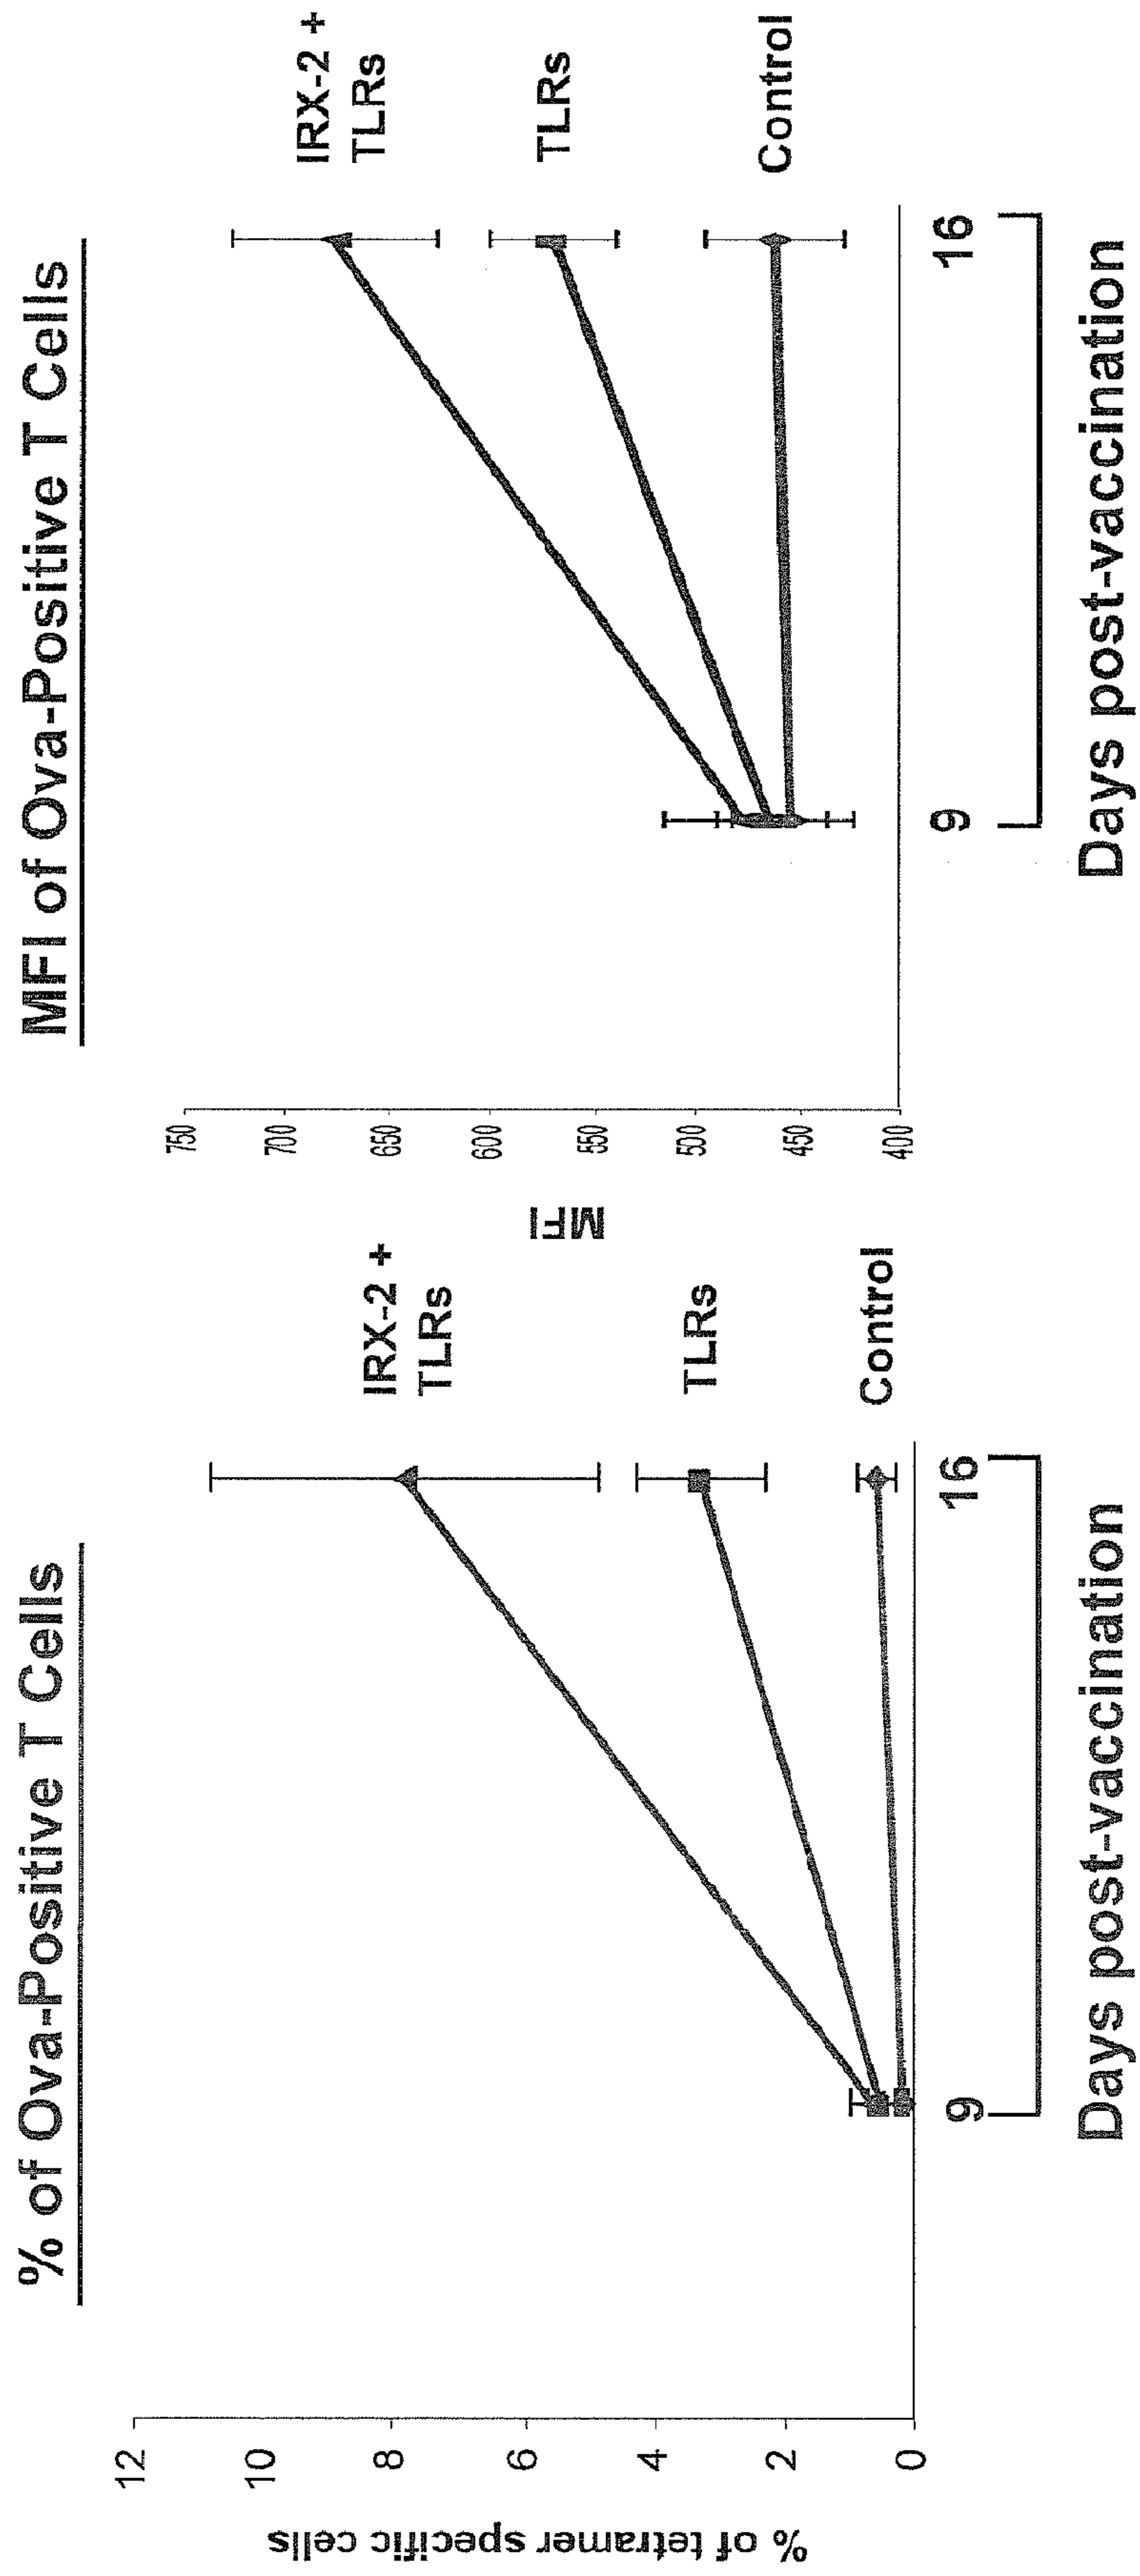 % of Ova-Positive T Cells
% of tetramer specific cells
12
10
8
6
4
2
0
IRX-2 +
TLRs
TLRs
Control
9
16
Days post-vaccination
MFI of Ova-Positive T Cells
MFI
750
700
650
600
550
500
450
400
IRX-2 +
TLRs
TLRs
Control
9
16
Days post-vaccination